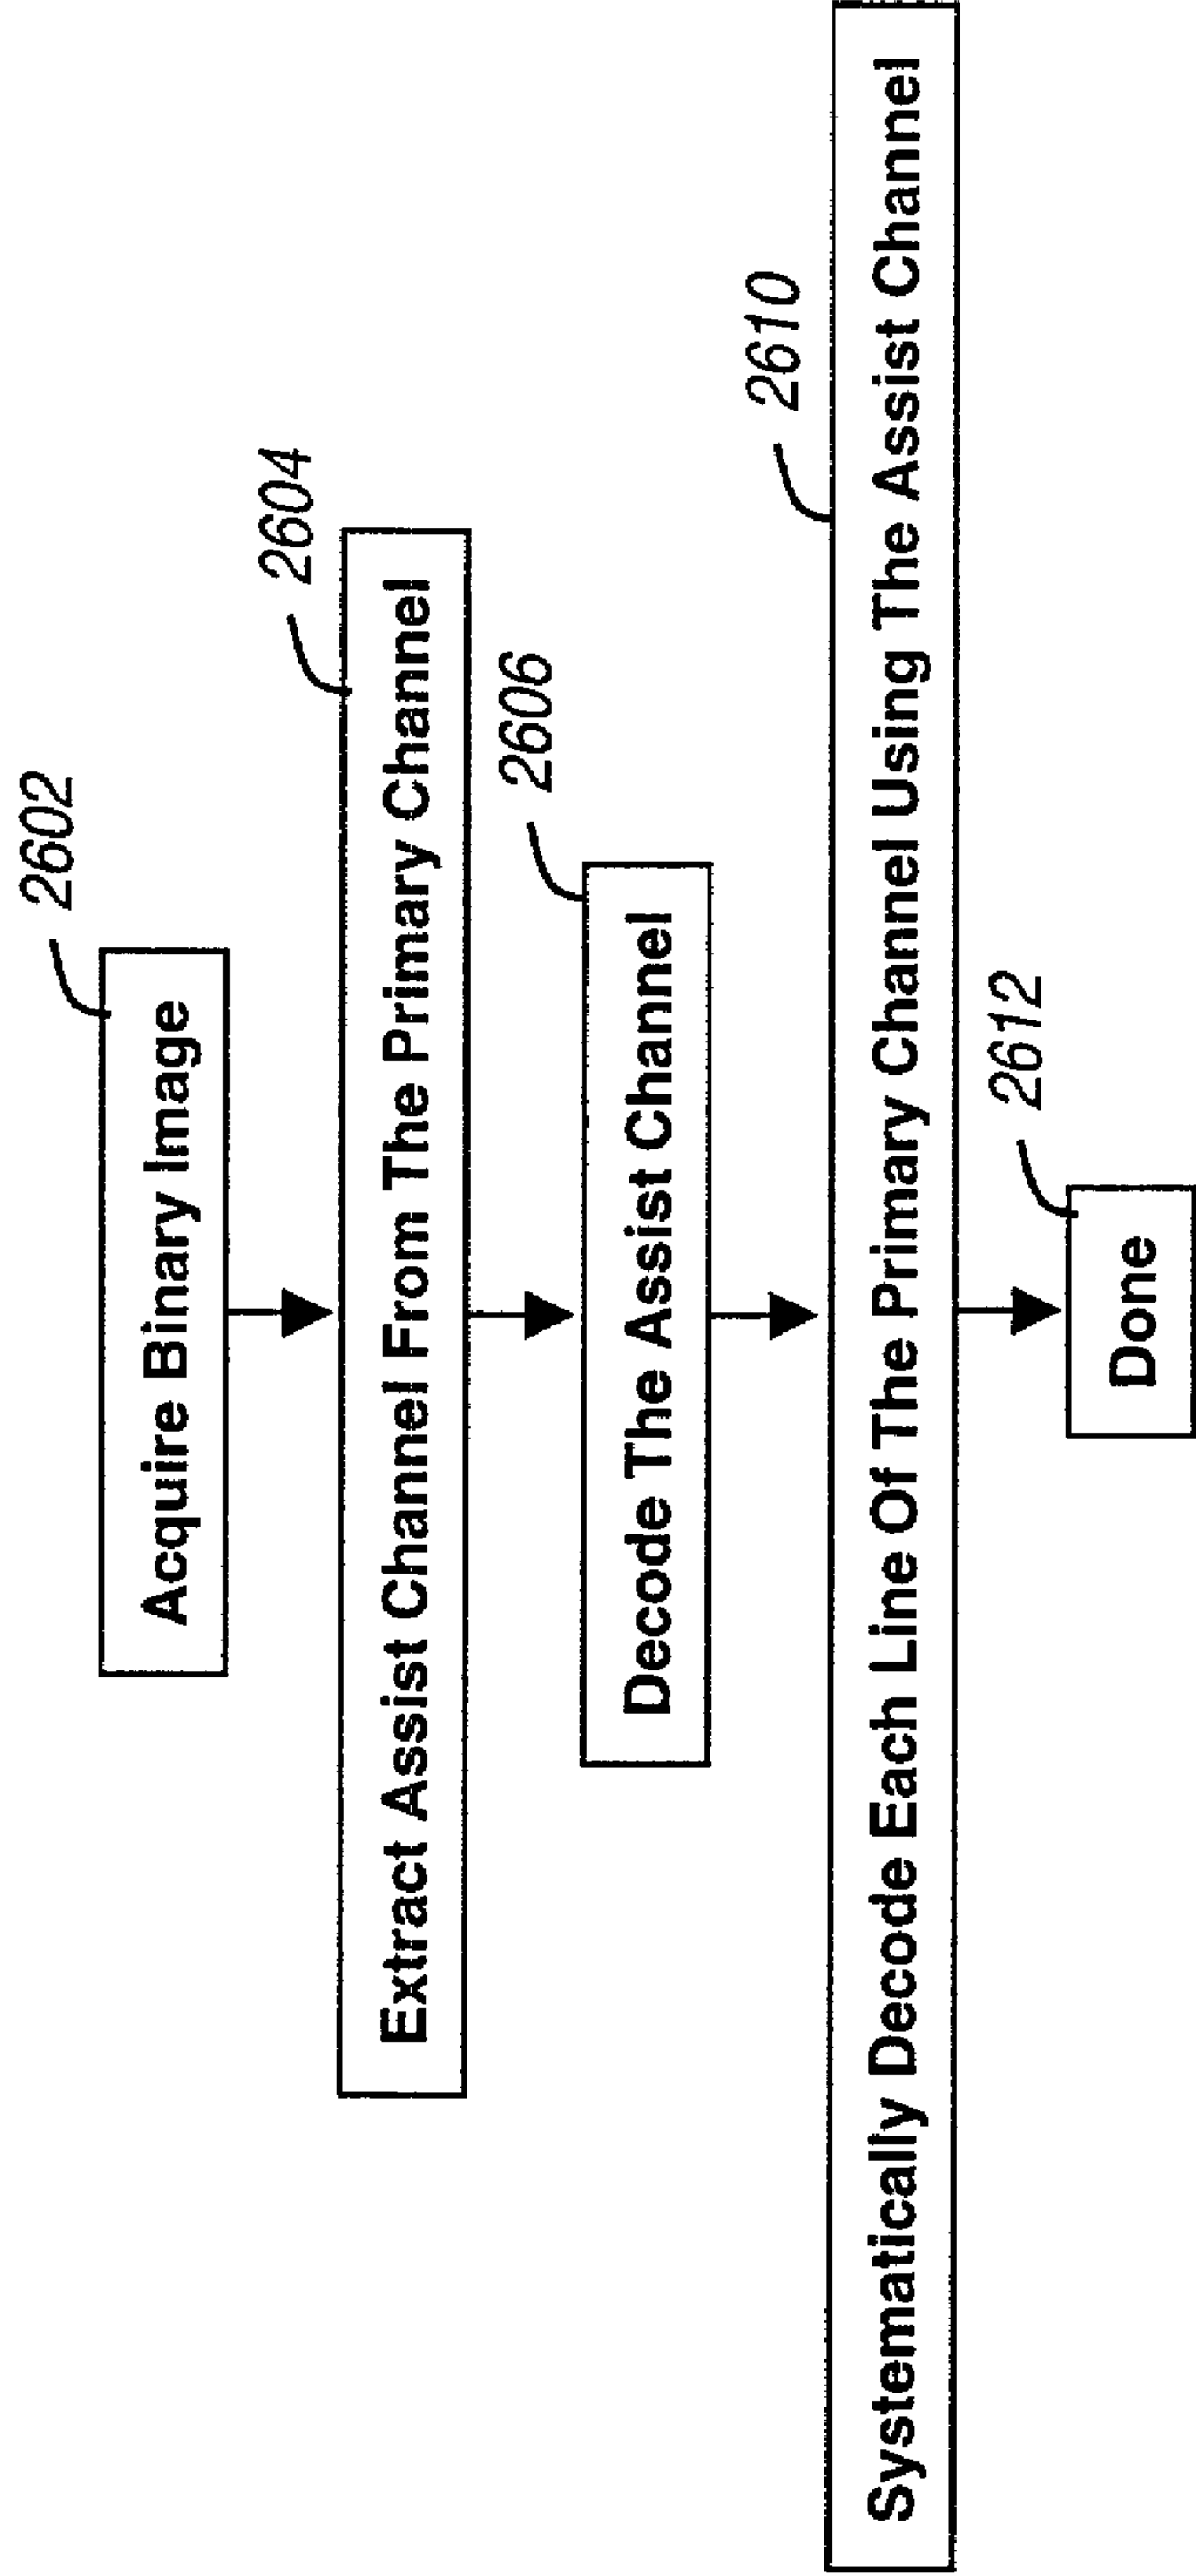 2602
Acquire Binary Image
2604
Extract Assist Channel From The Primary Channel
2606
Decode The Assist Channel
2610
Systematically Decode Each Line Of The Primary Channel Using The Assist Channel
2612
Done